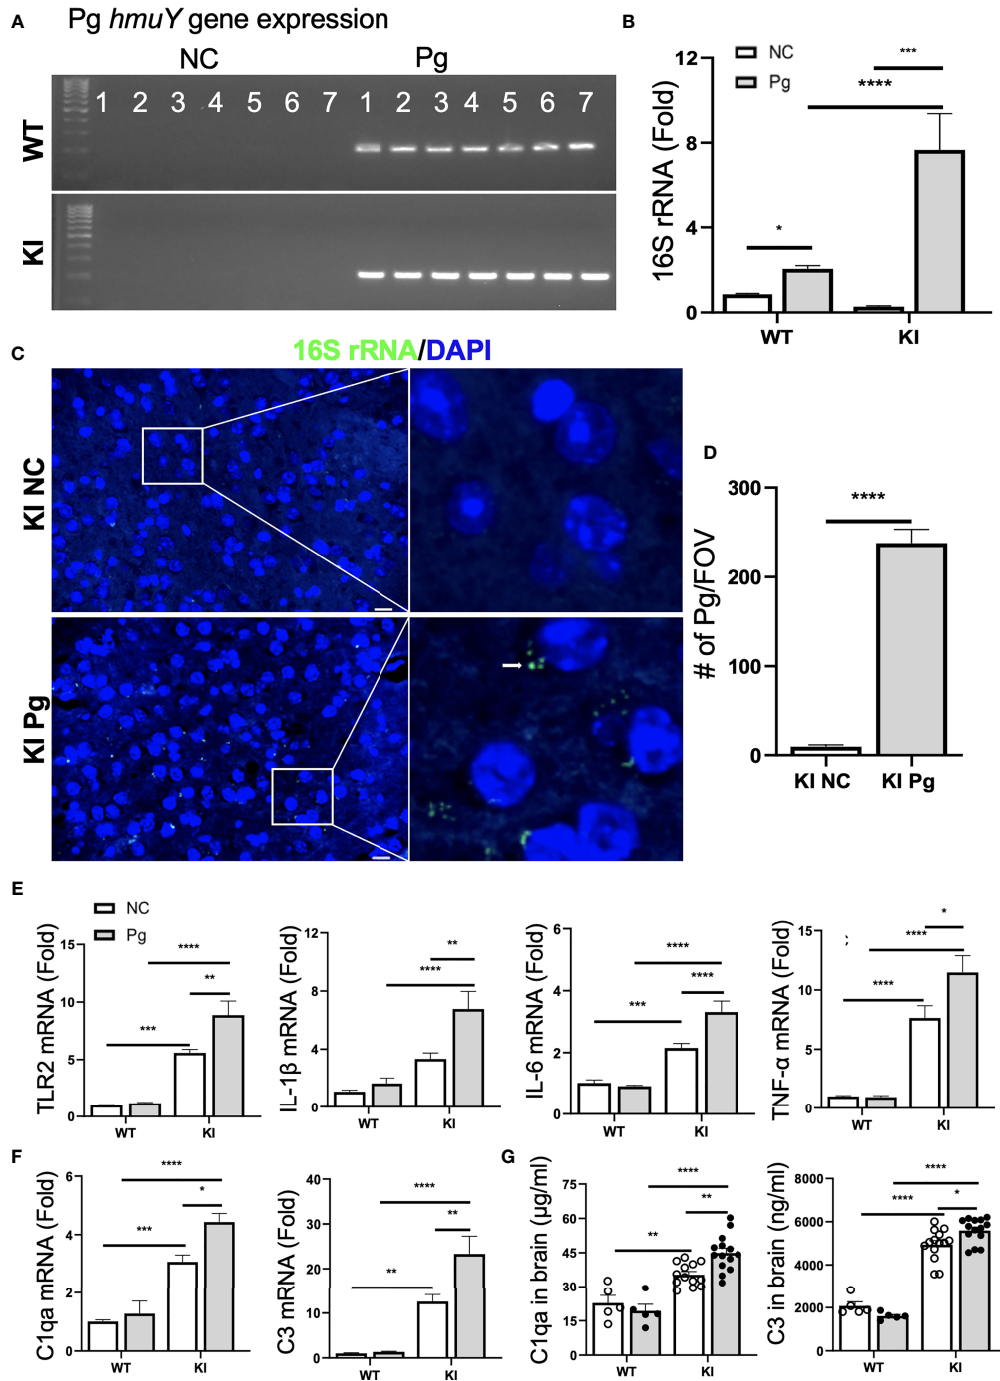 A
Pg hmuY gene expression
NC Pg
WT
1 2 3 4 5 6 7 1 2 3 4 5 6 7
KI
B
NC
Pg
16S rRNA (Fold)
12
8
4
0
***
****
*
WT KI
C
16S rRNA/DAPI
KI NC
KI Pg
D
# of Pg/FOV
300
200
100
0
****
KI NC KI Pg
E
NC
Pg
TLR2 mRNA (Fold)
15
10
5
0
****
**
***
WT KI
IL-1β mRNA (Fold)
12
8
4
0
**
****
WT KI
IL-6 mRNA (Fold)
6
4
2
0
****
****
***
WT KI
TNF-α mRNA (Fold)
15
10
5
0
*
****
****
WT KI
F
C1qa mRNA (Fold)
6
4
2
0
****
*
***
WT KI
C3 mRNA (Fold)
40
30
20
10
0
****
**
**
WT KI
G
C1qa in brain (µg/ml)
75
60
45
30
15
0
****
**
**
WT KI
C3 in brain (ng/ml)
8000
6000
4000
2000
0
****
****
*
WT KI